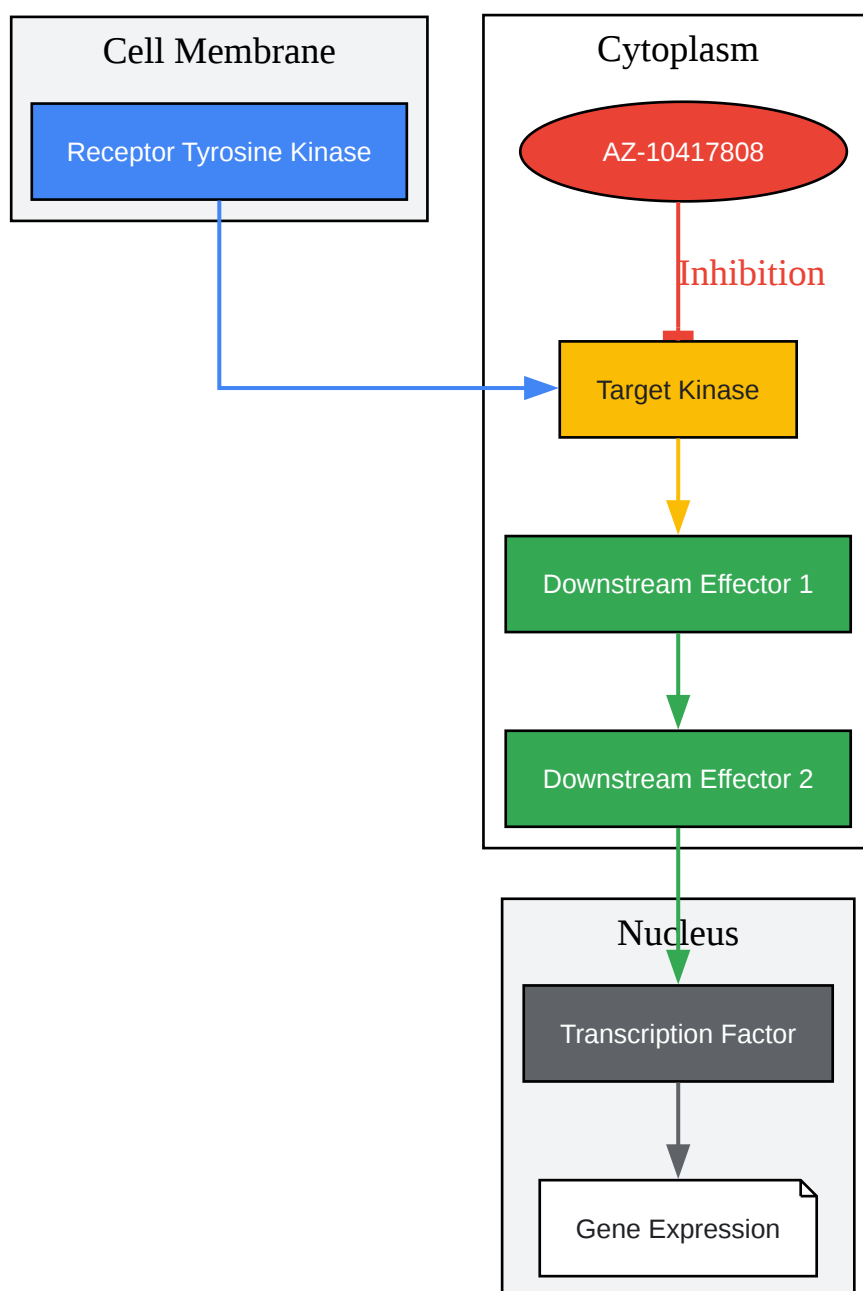 Cell Membrane
Receptor Tyrosine Kinase
Cytoplasm
AZ-10417808
Inhibition
Target Kinase
Downstream Effector 1
Downstream Effector 2
Nucleus
Transcription Factor
Gene Expression